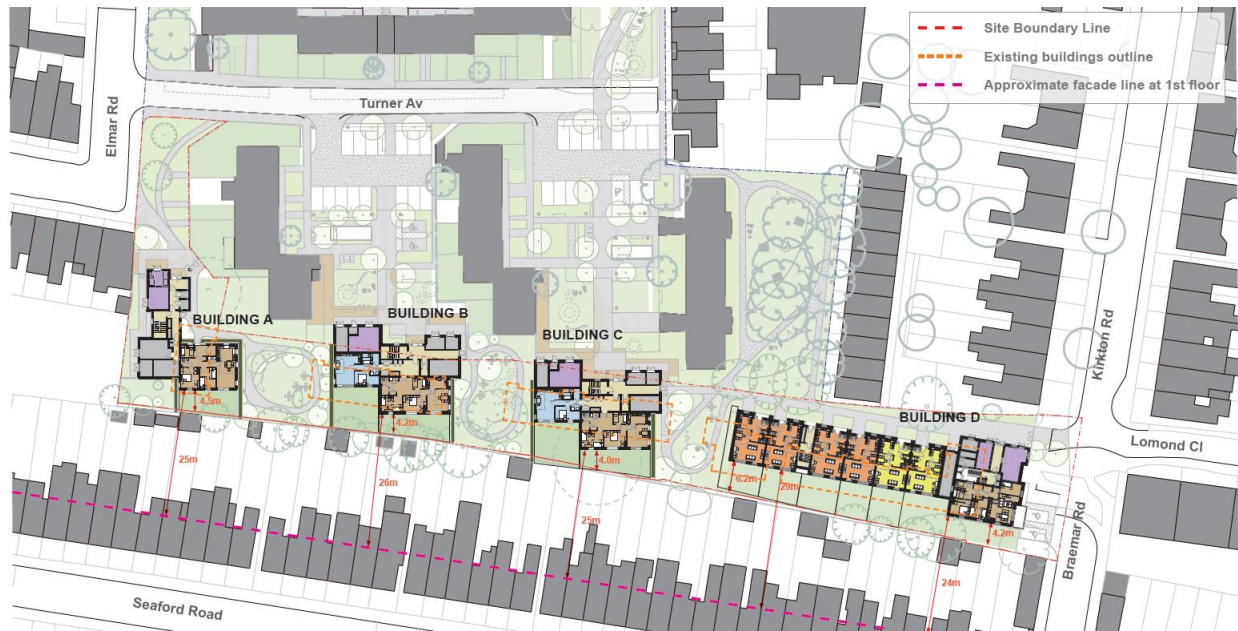 Site Boundary Line
Existing buildings outline
Approximate facade line at 1st floor
Turner Av
Elmar Rd
Kirkton Rd
BUILDING A
BUILDING B
BUILDING C
BUILDING D
Lomond Cl
4.5m
4.2m
4.0m
6.2m
29m
4.2m
25m
26m
25m
24m
Braemar Rd
Seaford Road